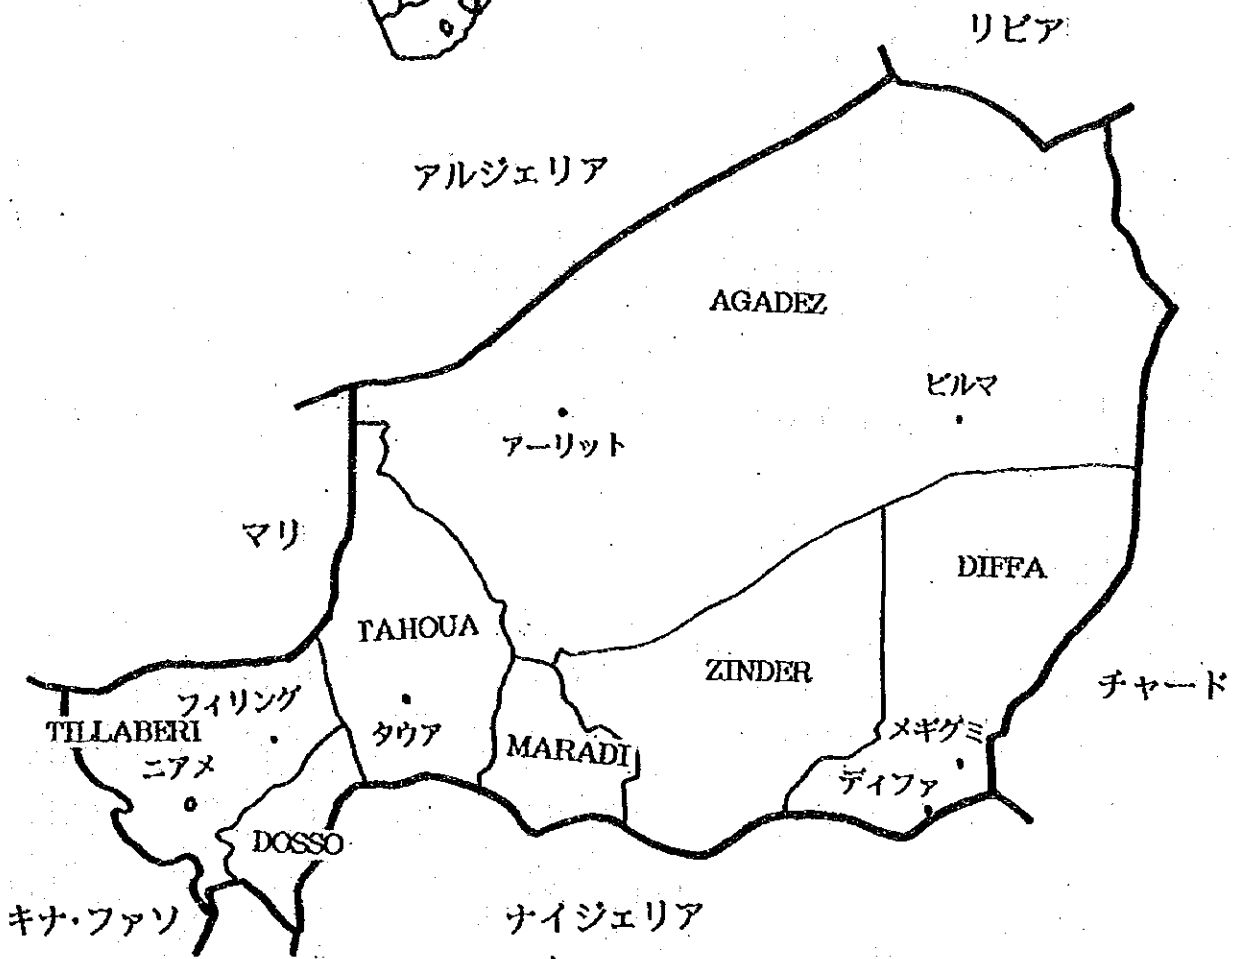 リビア
アルジェリア
AGADEZ
ビルマ
アーリット
マリ
DIFFA
TAHOUA
ZINDER
チャード
フィリング
TILLABERI
タウア
メギグミ
MARADI
ニアメ
ディファ
DOSSO
キナ・ファソ
ナイジェリア